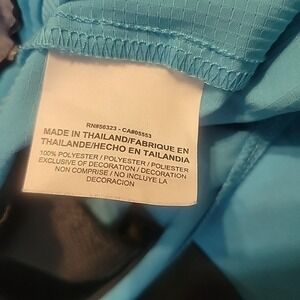 RN#56323 - CA#05553
MADE IN THAILAND/FABRIQUE EN
THAILANDE/HECHO EN TAILANDIA
100% POLYESTER / POLYESTER / POLIESTER
EXCLUSIVE OF DECORATION / DECORATION
NON COMPRISE / NO INCLUYE LA
DECORACION